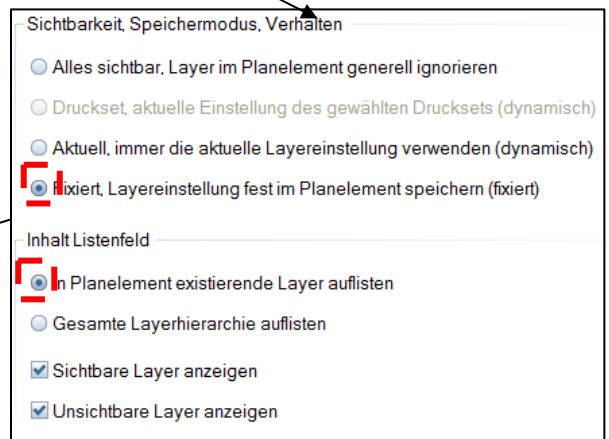 Sichtbarkeit, Speichermodus, Verhalten
Alles sichtbar, Layer im Planelement generell ignorieren
Druckset, aktuelle Einstellung des gewählten Drucksets (dynamisch)
Aktuell, immer die aktuelle Layereinstellung verwenden (dynamisch)
Fixiert, Layereinstellung fest im Planelement speichern (fixiert)
Inhalt Listenfeld
In Planelement existierende Layer auflisten
Gesamte Layerhierarchie auflisten
Sichtbare Layer anzeigen
Unsichtbare Layer anzeigen